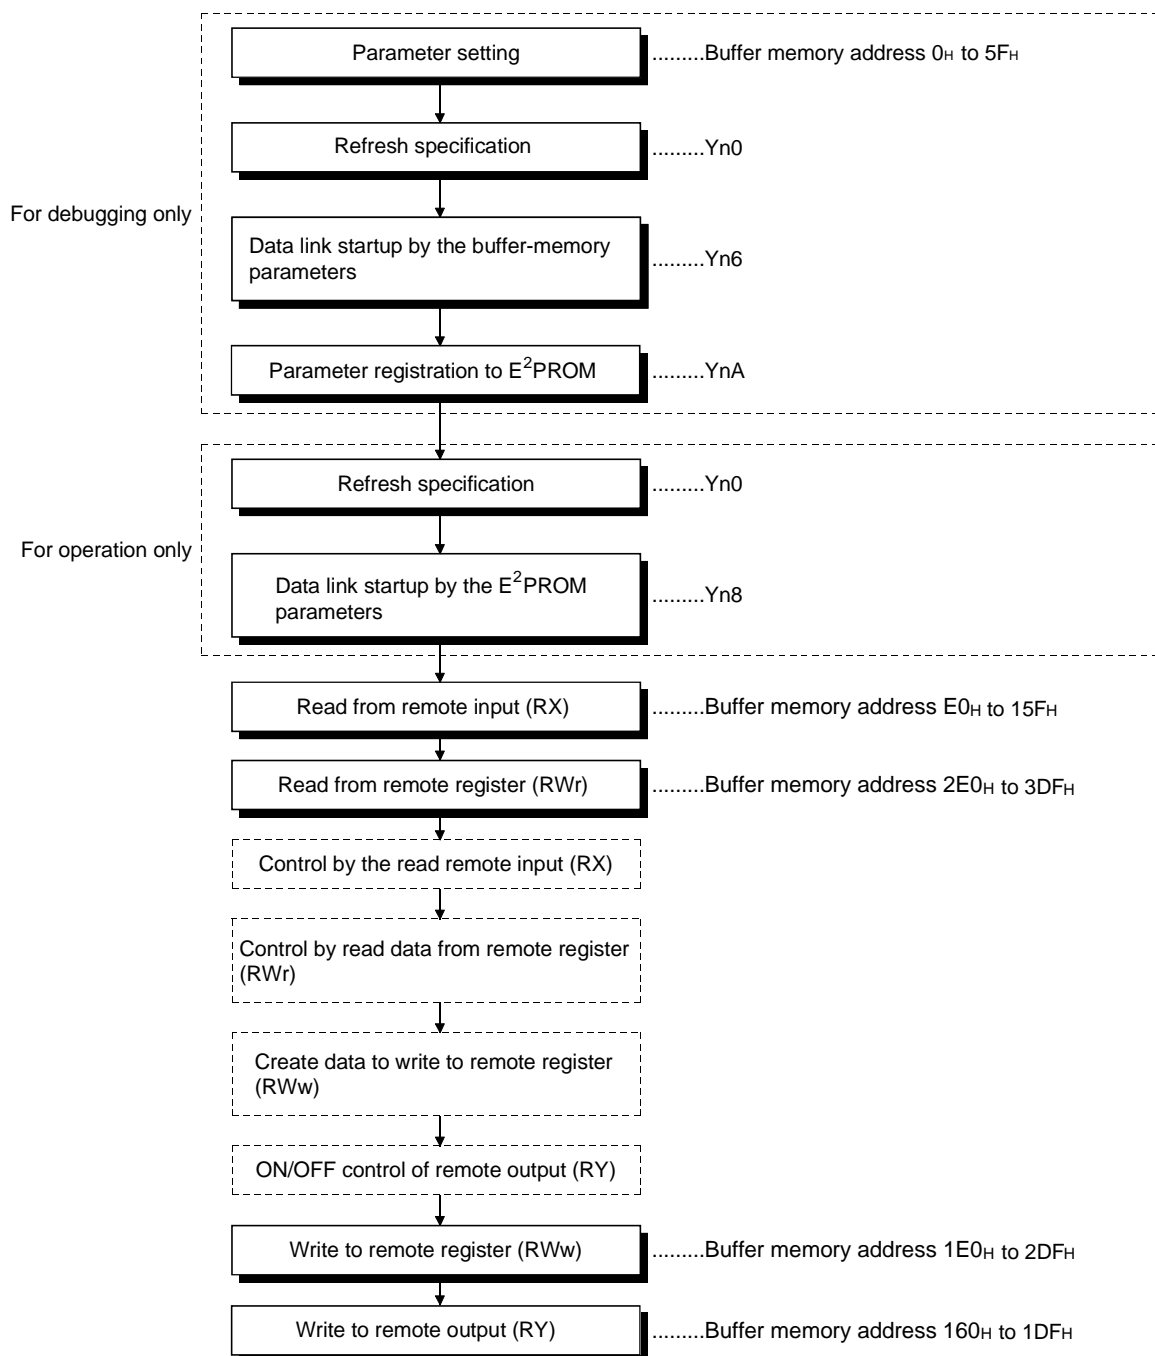 Parameter setting .........Buffer memory address 0H to 5FH
Refresh specification .........Yn0
For debugging only
Data link startup by the buffer-memory
parameters
.........Yn6
Parameter registration to E²PROM .........YnA
Refresh specification .........Yn0
For operation only
Data link startup by the E²PROM
parameters
.........Yn8
Read from remote input (RX) .........Buffer memory address E0H to 15FH
Read from remote register (RWr) .........Buffer memory address 2E0H to 3DFH
Control by the read remote input (RX)
Control by read data from remote register
(RWr)
Create data to write to remote register
(RWw)
ON/OFF control of remote output (RY)
Write to remote register (RWw) .........Buffer memory address 1E0H to 2DFH
Write to remote output (RY) .........Buffer memory address 160H to 1DFH